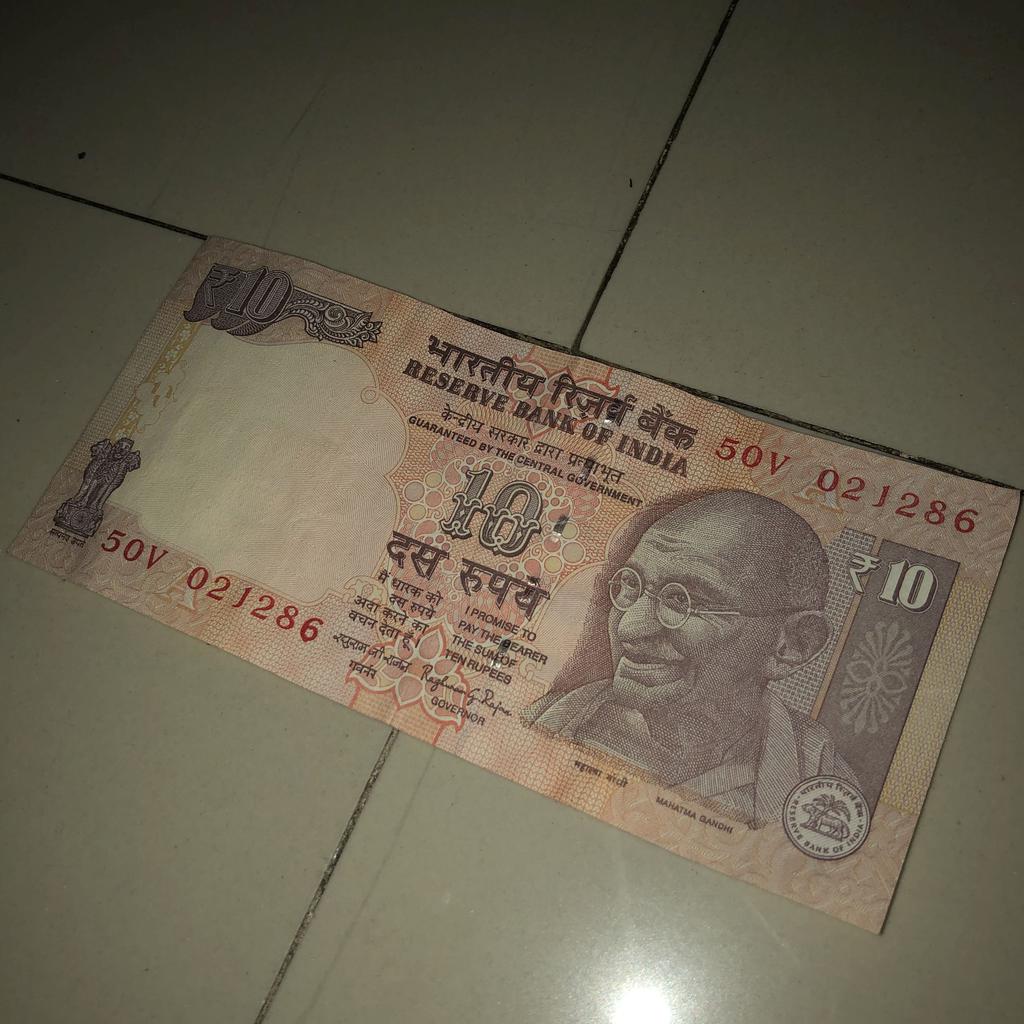 ₹10
भारतीय रिज़र्व बैंक
RESERVE BANK OF INDIA
केन्द्रीय सरकार द्वारा प्रत्याभूत
GUARANTEED BY THE CENTRAL GOVERNMENT
50V 021286
10
दस रुपये
₹10
मैं धारक को
दस रुपये
अदा करने का
वचन देता हूँ
I PROMISE TO
PAY THE BEARER
THE SUM OF
TEN RUPEES
रघुराम जी राजन
गवर्नर
Raghuram G. Rajan
GOVERNOR
सत्यमेव जयते
50V 021286
A
A
महात्मा गांधी
MAHATMA GANDHI
भारतीय रिज़र्व बैंक
RESERVE BANK OF INDIA